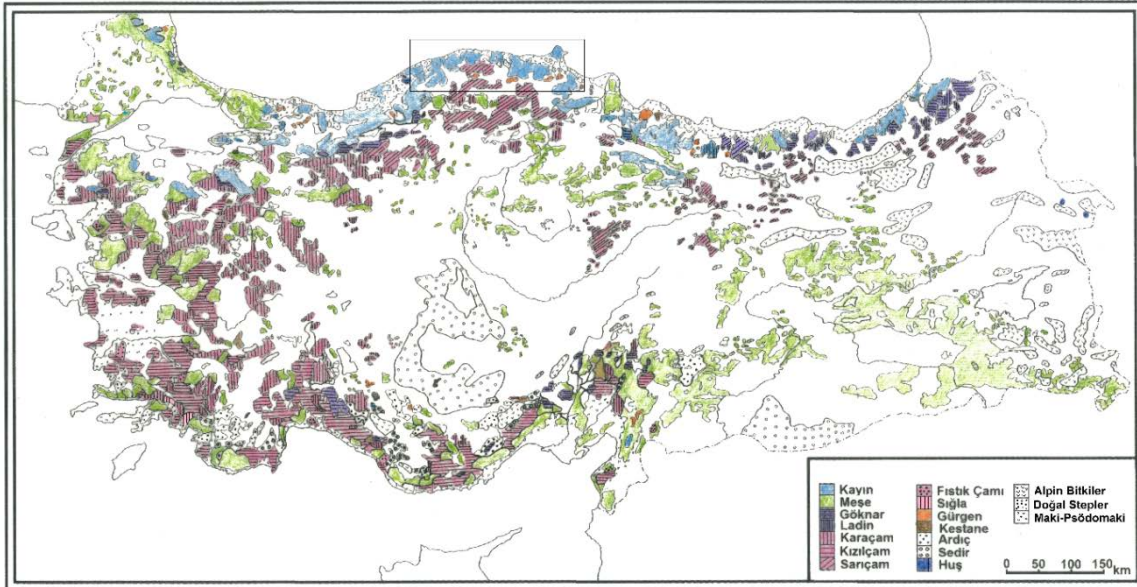 Kayın
Meşe
Göknar
Ladin
Karaçam
Kızılçam
Sarıçam
Fıstık Çamı
Sığla
Gürgen
Kestane
Ardıç
Sedir
Huş
Alpin Bitkiler
Doğal Stepler
Maki-Psödomaki
0 50 100 150 km